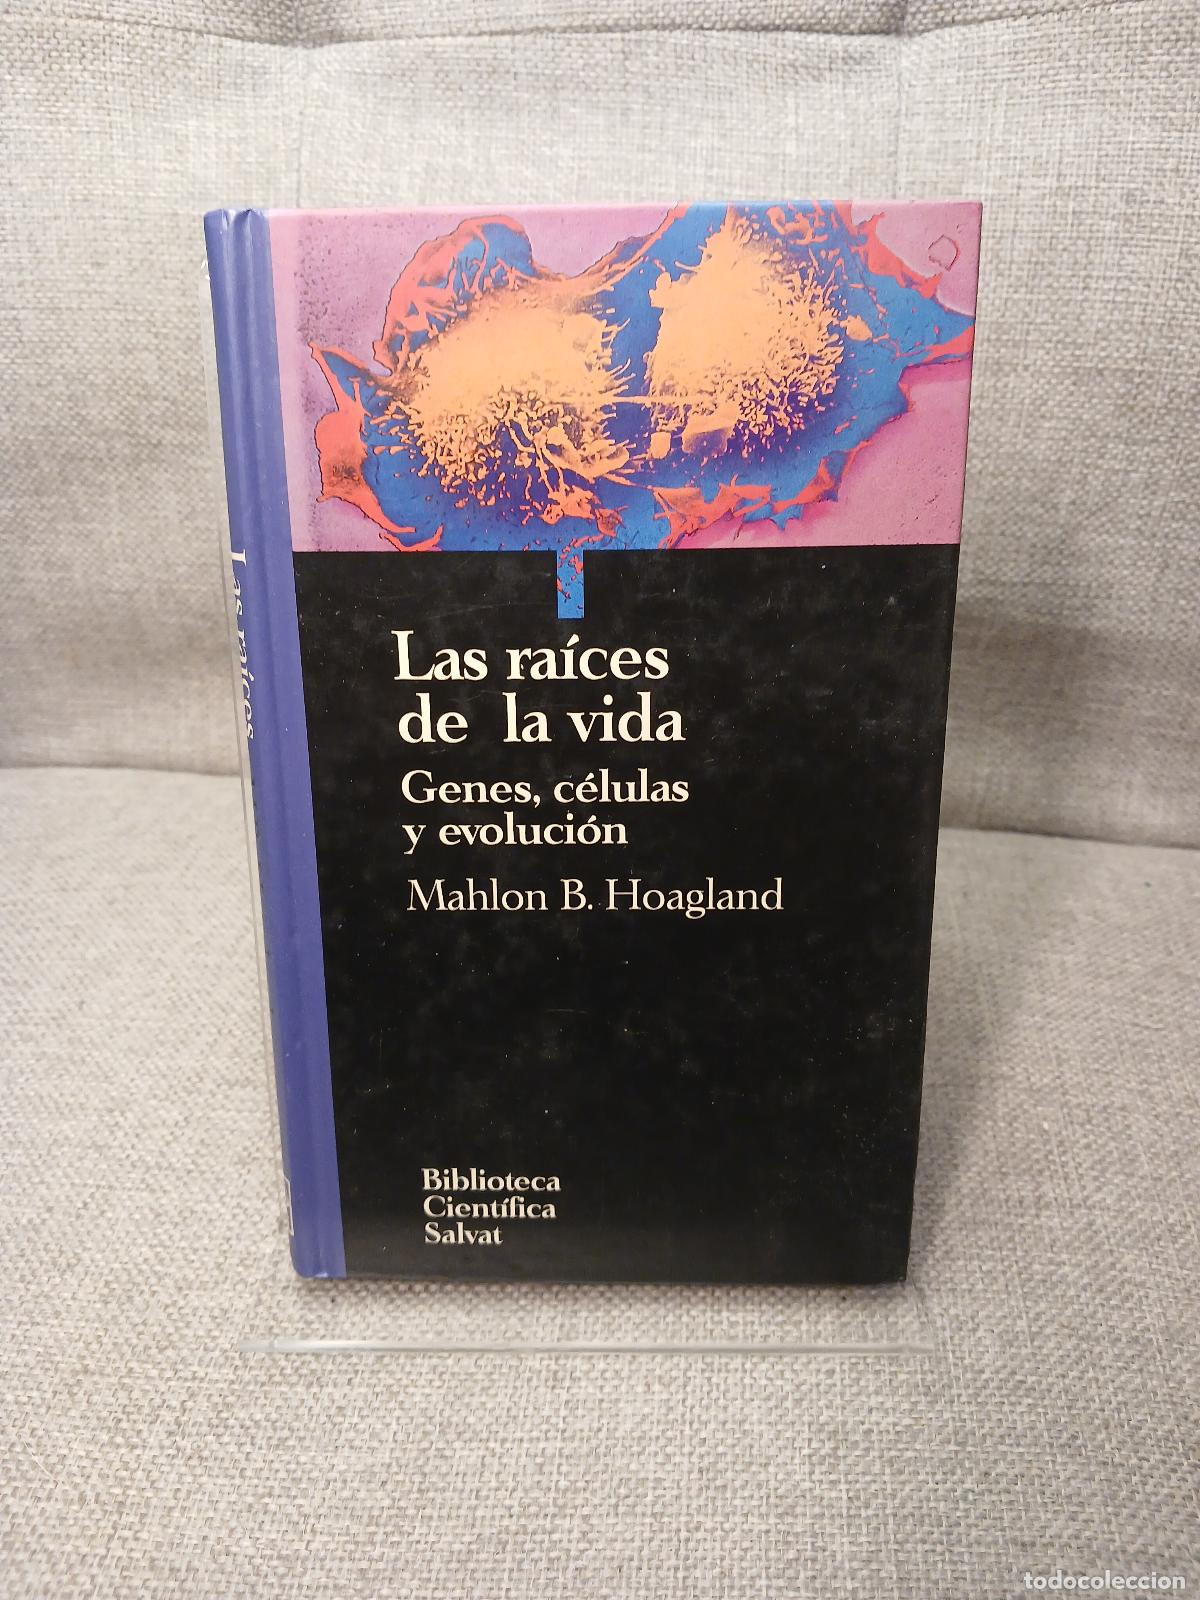 Las raíces
de la vida
Genes, células
y evolución
Mahlon B. Hoagland
Biblioteca
Científica
Salvat
Las raíces
todocoleccion